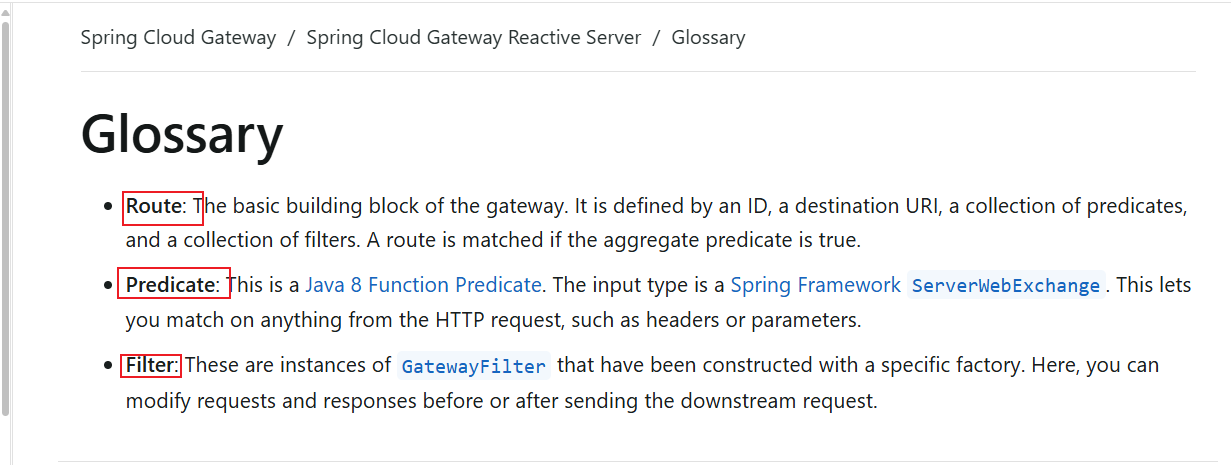 Spring Cloud Gateway / Spring Cloud Gateway Reactive Server / Glossary
Glossary
Route: The basic building block of the gateway. It is defined by an ID, a destination URI, a collection of predicates,
and a collection of filters. A route is matched if the aggregate predicate is true.
Predicate: This is a Java 8 Function Predicate. The input type is a Spring Framework ServerWebExchange. This lets
you match on anything from the HTTP request, such as headers or parameters.
Filter: These are instances of GatewayFilter that have been constructed with a specific factory. Here, you can
modify requests and responses before or after sending the downstream request.